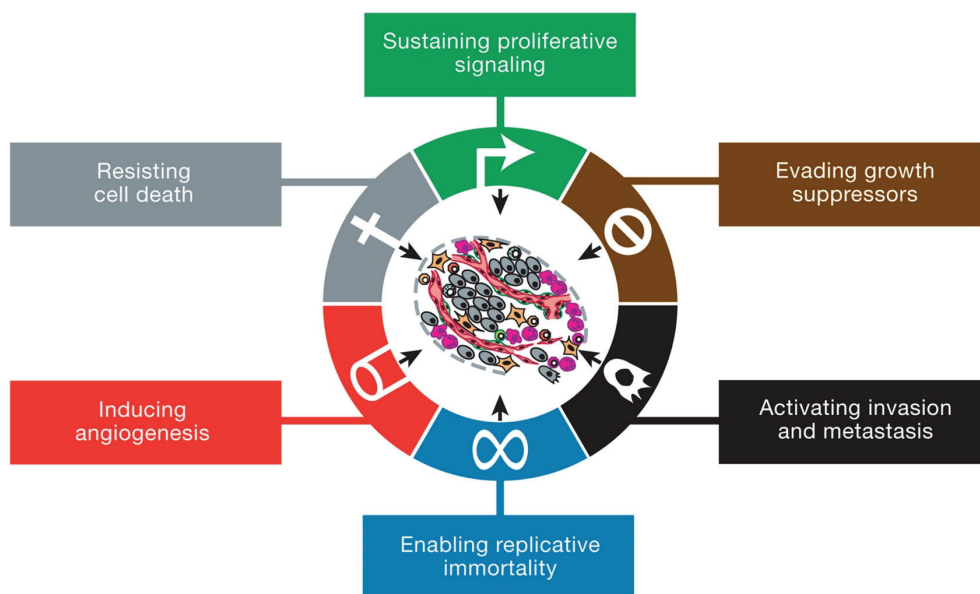 Sustaining proliferative
signaling
Resisting
cell death
Evading growth
suppressors
Inducing
angiogenesis
Activating invasion
and metastasis
Enabling replicative
immortality